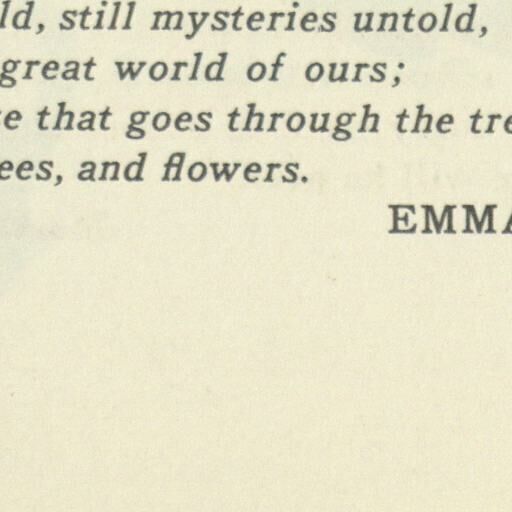 ld, still mysteries untold,
great world of ours;
e that goes through the tre
ees, and flowers.
EMMA